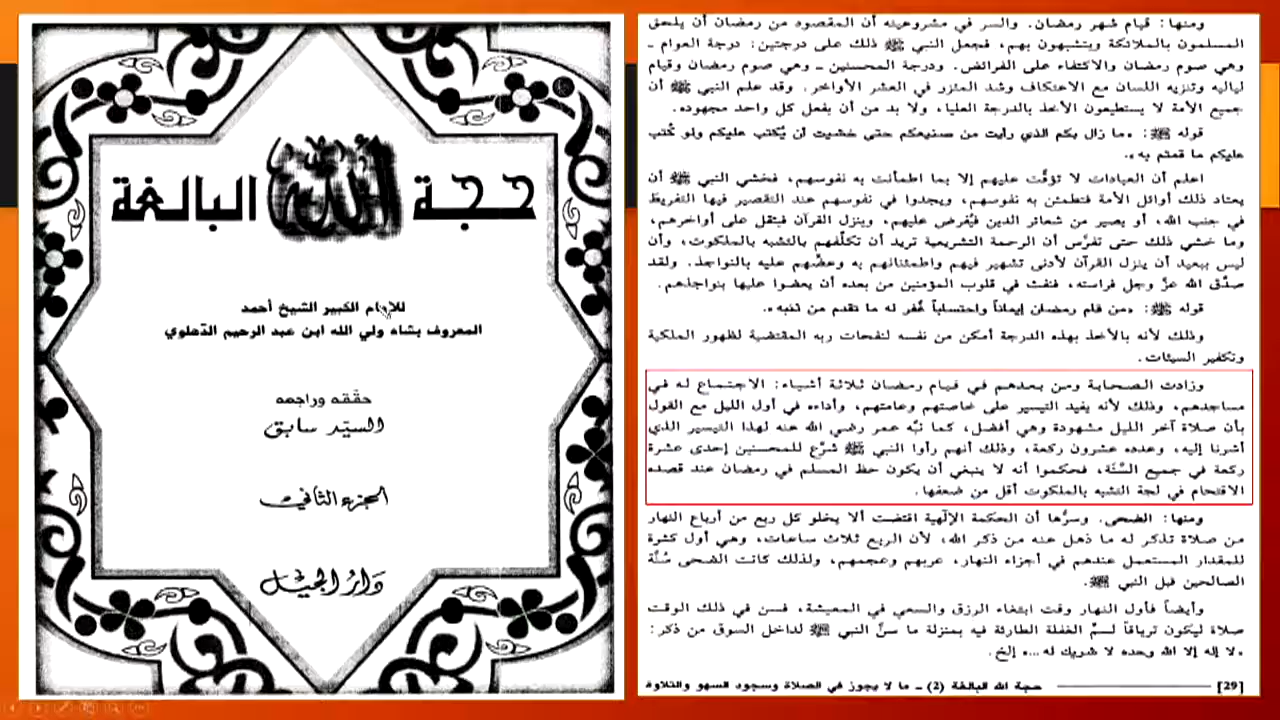 حجة الله البالغة
للإمام الكبير الشيخ أحمد
المعروف بشاه ولي الله ابن عبد الرحيم الدّهلوي
حقّقه وراجعه
السيّد سابق
الجزء الثاني
دَارُ الجيْل
ومنها: قيام شهر رمضان. والسر في مشروعيته أن المقصود من رمضان أن يلحق
المسلمون بالملائكة ويتشبهون بهم، فجعل النبي ﷺ ذلك على درجتين: درجة العوام ـ
وهي صوم رمضان والاكتفاء على الفرائض. ودرجة المحسنين ـ وهي صوم رمضان وقيام
لياليه وتنزيه اللسان مع الاعتكاف وشد المئزر في العشر الأواخر. وقد علم النبي ﷺ أن
جميع الأمة لا يستطيعون الأخذ بالدرجة العليا، ولا بد من أن يفعل كل واحد مجهوده.
قوله ﷺ: «ما زال بكم الذي رأيت من صنيعكم حتى خشيت أن يُكتب عليكم ولو كُتب
عليكم ما قمتم به».
اعلم أن العبادات لا تؤقّت عليهم إلا بما اطمأنت به نفوسهم، فخشي النبي ﷺ أن
يعتاد ذلك أوائل الأمة فتطمئن به نفوسهم، ويجدوا في نفوسهم عند التقصير فيها التفريط
في جنب الله، أو يصير من شعائر الدين فيُفرض عليهم، وينزل القرآن فيثقل على أواخرهم،
وما خشي ذلك حتى تفرَّس أن الرحمة التشريعية تريد أن تكلّفهم بالتشبه بالملكوت، وأن
ليس ببعيد أن ينزل القرآن لأدنى تشهير فيهم واطمئنانهم به وعضّهم عليه بالنواجذ. ولقد
صدّق الله عزَّ وجل فراسته، فنفث في قلوب المؤمنين من بعده أن يعضوا عليها بنواجذهم.
قوله ﷺ: «من قام رمضان إيماناً واحتساباً غُفر له ما تقدم من ذنبه».
وذلك لأنه بالأخذ بهذه الدرجة أمكن من نفسه لنفحات ربه المقتضية لظهور الملكية
وتكفير السيئات.
وزادت الصحابة ومن بعدهم في قيام رمضان ثلاثة أشياء: الاجتماع له في
مساجدهم، وذلك لأنه يفيد التيسير على خاصتهم وعامتهم، وأداءه في أول الليل مع القول
بأن صلاة آخر الليل مشهودة وهي أفضل، كما نبّه عمر رضي الله عنه لهذا التيسير الذي
أشرنا إليه، وعدده عشرون ركعة، وذلك أنهم رأوا النبي ﷺ شرَّع للمحسنين إحدى عشرة
ركعة في جميع السَّنَة، فحكموا أنه لا ينبغي أن يكون حظ المسلم في رمضان عند قصده
الاقتحام في لجة التشبه بالملكوت أقل من ضعفها.
ومنها: الضحى. وسرُّها أن الحكمة الإلٰهية اقتضت ألا يخلو كل ربع من أرباع النهار
من صلاة تذكر له ما ذهل عنه من ذكر الله، لأن الربع ثلاث ساعات، وهي أول كثرة
للمقدار المستعمل عندهم في أجزاء النهار، عربهم وعجمهم، ولذلك كانت الضحى سُنَّة
الصالحين قبل النبي ﷺ.
وأيضاً فأول النهار وقت ابتغاء الرزق والسعي في المعيشة، فسن في ذلك الوقت
صلاة ليكون ترياقاً لسمِّ الغفلة الطارئة فيه بمنزلة ما سنَّ النبي ﷺ لداخل السوق من ذكر:
«لا إله إلا الله وحده لا شريك له...» إلخ.
[29] حجة الله البالغة (2) ـ ما لا يجوز في الصلاة وسجود السهو والتلاوة